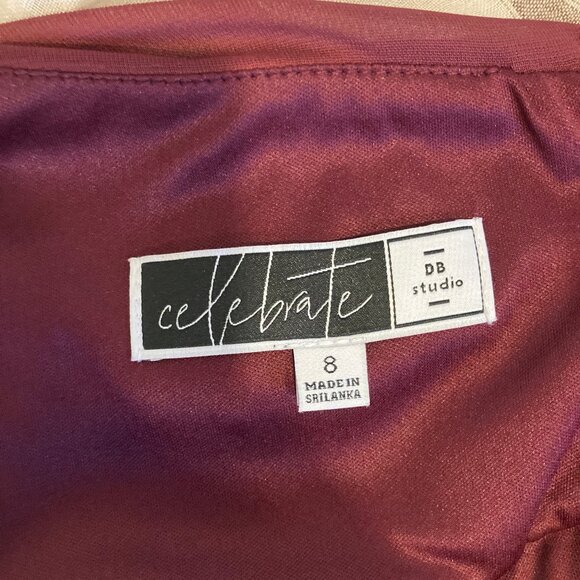 celebrate
DB
studio
8
MADE IN
SRILANKA